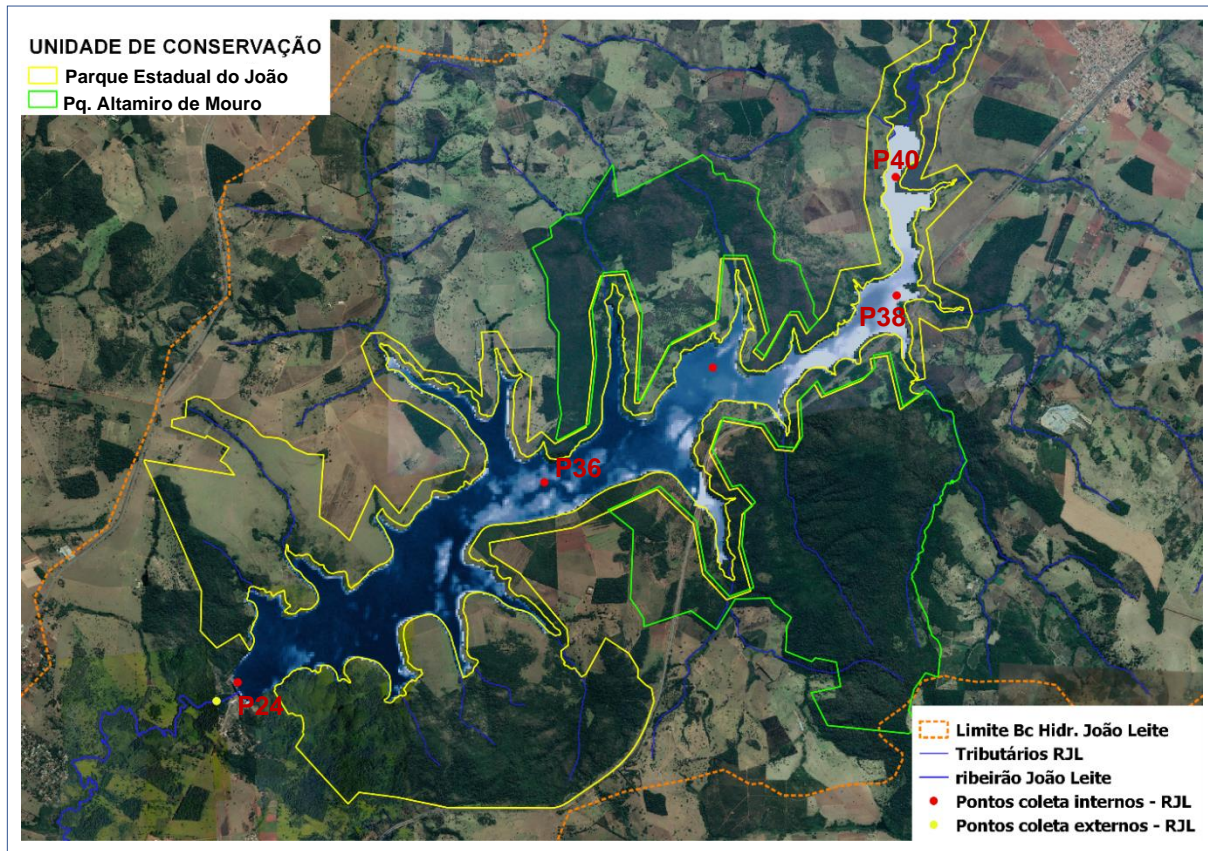 UNIDADE DE CONSERVAÇÃO
Parque Estadual do João
Pq. Altamiro de Mouro
P40
P38
P36
P24
Limite Bc Hidr. João Leite
Tributários RJL
ribeirão João Leite
Pontos coleta internos - RJL
Pontos coleta externos - RJL